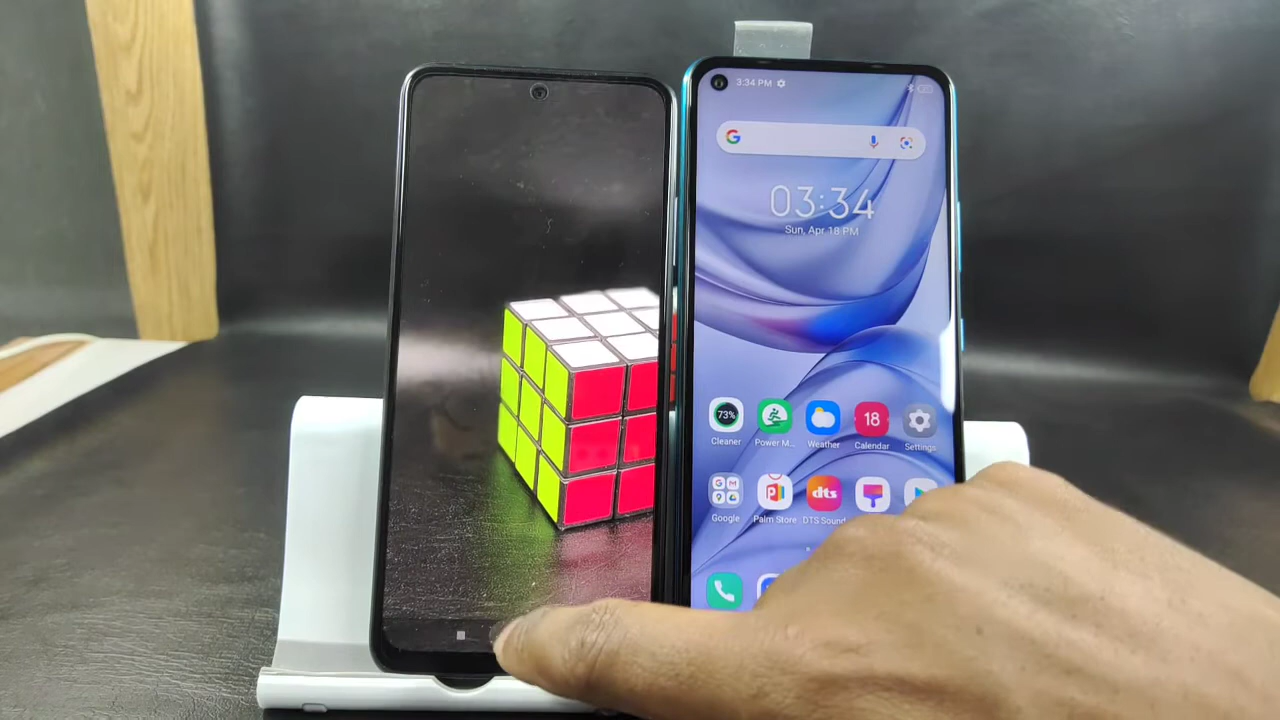 3:34 PM
G
03:34
Sun, Apr 18 PM
73%
18
Cleaner
Power M...
Weather
Calendar
Settings
dts
Google
Palm Store
DTS Sound